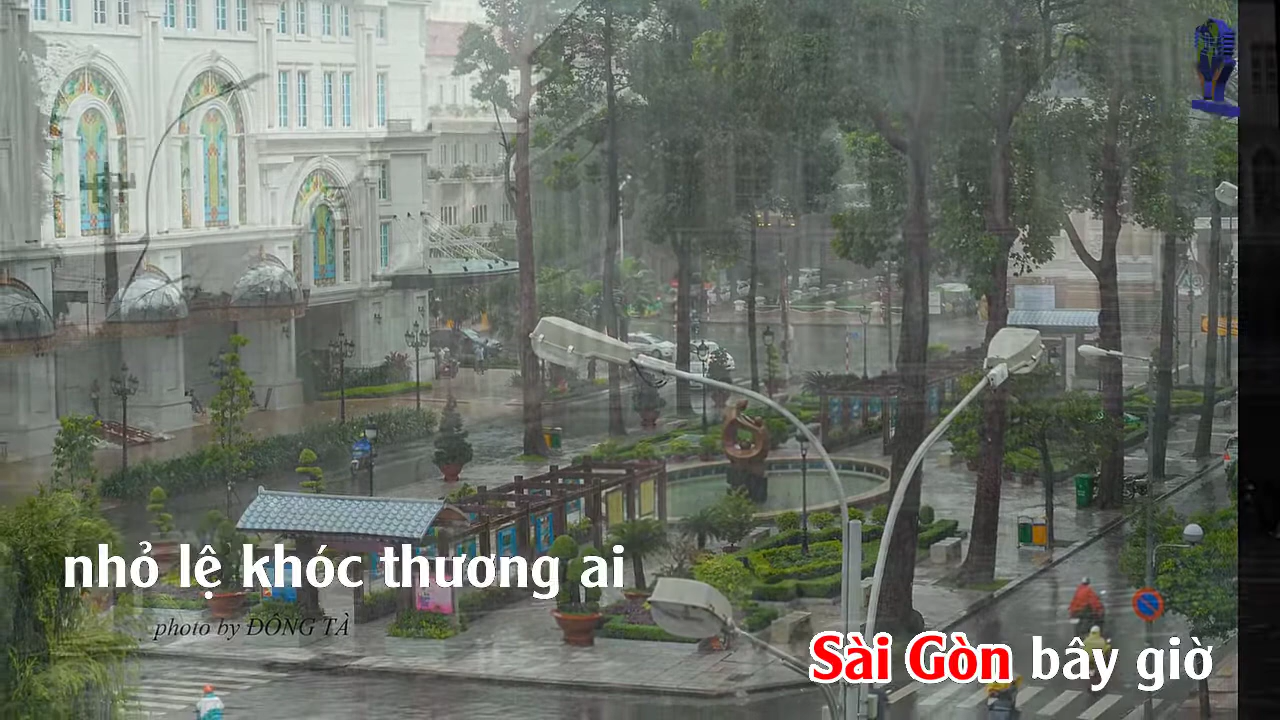 nhỏ lệ khóc thương ai
photo by ĐÔNG TÀ
Sài Gòn bây giờ